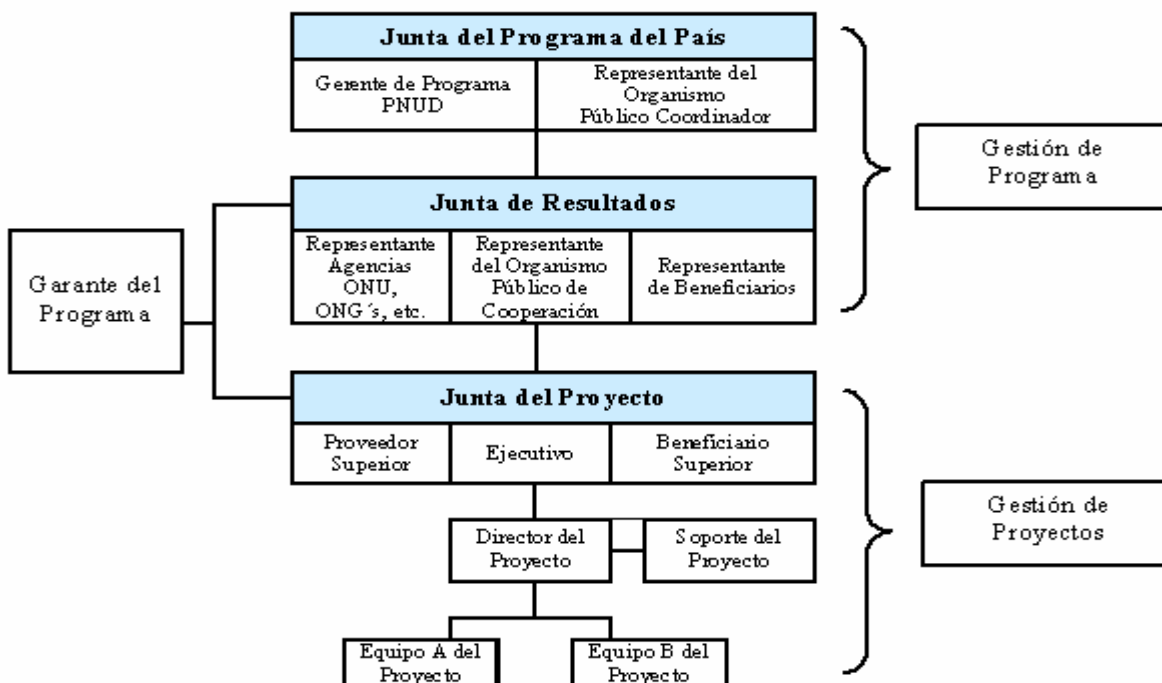 Junta del Programa del País
Gerente de Programa
PNUD
Representante del
Organismo
Público Coordinador
Gestión de
Programa
Junta de Resultados
Representante
Agencias
ONU,
ONG´s, etc.
Representante
del Organismo
Público de
Cooperación
Representante
de Beneficiarios
Garante del
Programa
Junta del Proyecto
Proveedor
Superior
Ejecutivo
Beneficiario
Superior
Gestión de
Proyectos
Director del
Proyecto
Soporte del
Proyecto
Equipo A del
Proyecto
Equipo B del
Proyecto